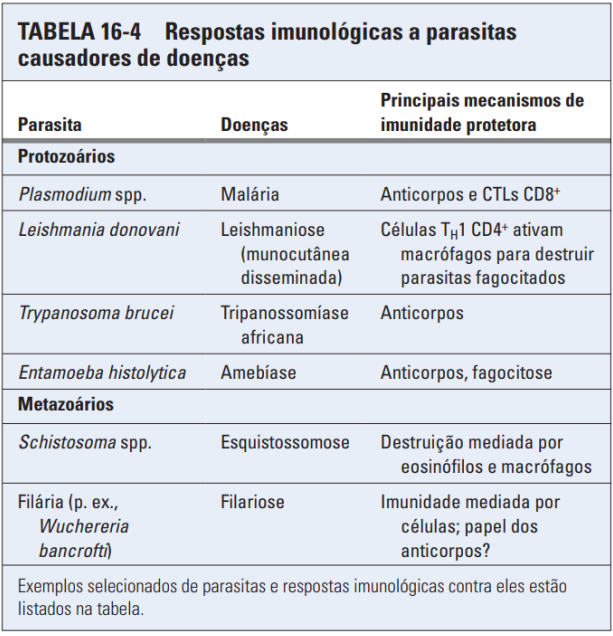 TABELA 16-4 Respostas imunológicas a parasitas
causadores de doenças
Parasita Doenças Principais mecanismos de
imunidade protetora
Protozoários
Plasmodium spp. Malária Anticorpos e CTLs CD8+
Leishmania donovani Leishmaniose Células TH1 CD4+ ativam
(munocutânea macrófagos para destruir
disseminada) parasitas fagocitados
Trypanosoma brucei Tripanossomíase Anticorpos
africana
Entamoeba histolytica Amebíase Anticorpos, fagocitose
Metazoários
Schistosoma spp. Esquistossomose Destruição mediada por
eosinófilos e macrófagos
Filária (p. ex., Filariose Imunidade mediada por
Wuchereria células; papel dos
bancrofti) anticorpos?
Exemplos selecionados de parasitas e respostas imunológicas contra eles estão
listados na tabela.